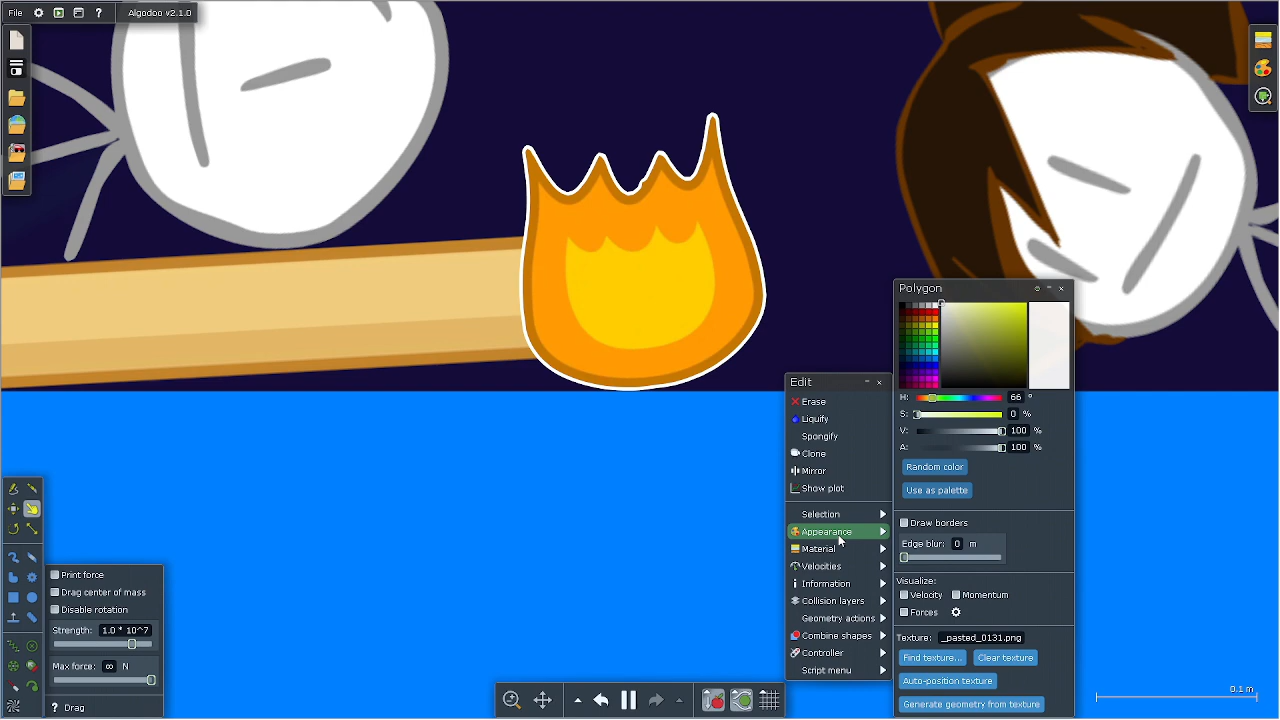 File
?
Algodoo v2.1.0
Polygon
H: 66 °
S: 0 %
V: 100 %
A: 100 %
Random color
Use as palette
Draw borders
Edge blur: 0 m
Visualize:
Velocity
Momentum
Forces
Texture: _pasted_0131.png
Find texture...
Clear texture
Auto-position texture
Generate geometry from texture
Edit
Erase
Liquify
Spongify
Clone
Mirror
Show plot
Selection
Appearance
Material
Velocities
Information
Collision layers
Geometry actions
Combine shapes
Controller
Script menu
Print force
Drag center of mass
Disable rotation
Strength: 1.0 * 10^7
Max force: ∞ N
? Drag
0.1 m